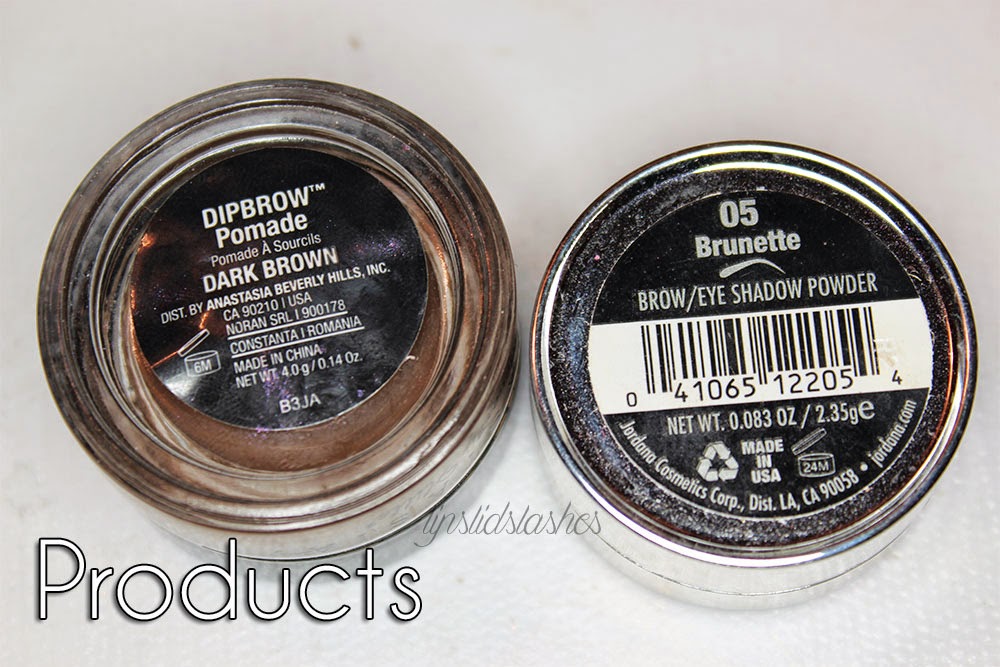 DIPBROW™
Pomade
Pomade À Sourcils
DARK BROWN
DIST. BY ANASTASIA BEVERLY HILLS, INC.
CA 90210 | USA
NORAN SRL | 900178
CONSTANTA | ROMANIA
MADE IN CHINA
NET WT. 4.0 g / 0.14 Oz.
6M
B3JA
05
Brunette
BROW/EYE SHADOW POWDER
0 41065 12205 4
NET WT. 0.083 OZ / 2.35g℮
MADE
IN
USA
24M
Jordana Cosmetics Corp., Dist. LA, CA 90058 • jordana.com
lipslidslashes
Products